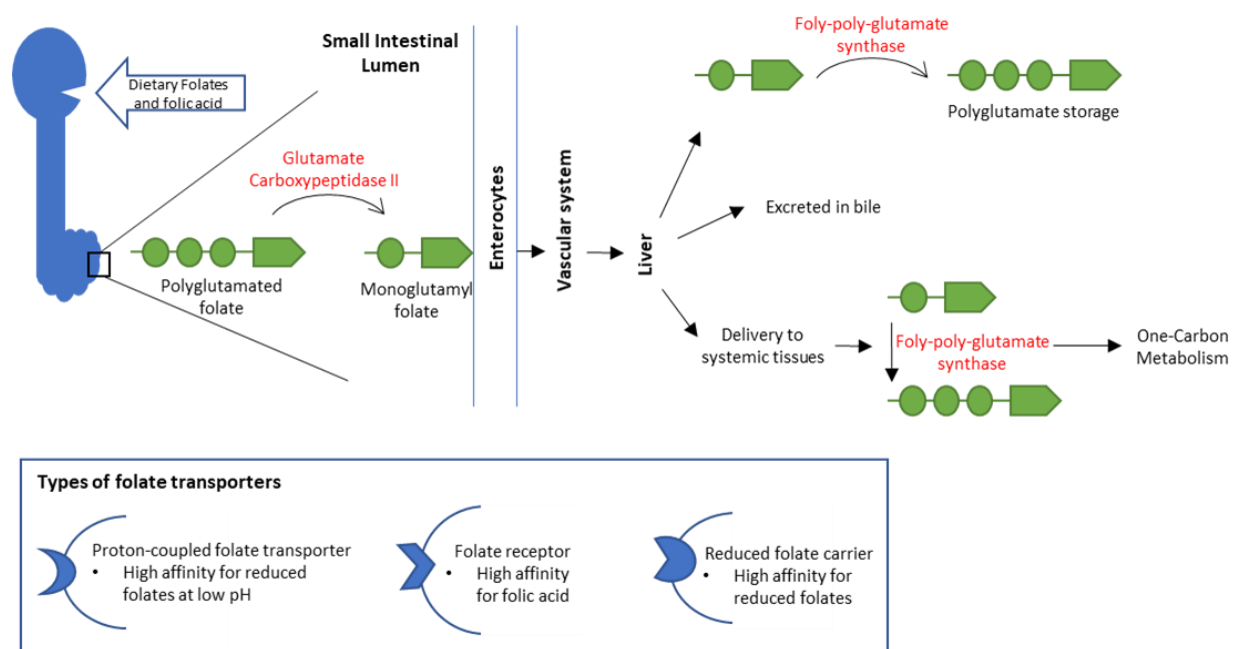 Dietary Folates
and folic acid
Small Intestinal
Lumen
Glutamate
Carboxypeptidase II
Polyglutamated
folate
Monoglutamyl
folate
Enterocytes
Vascular system
Liver
Foly-poly-glutamate
synthase
Polyglutamate storage
Excreted in bile
Delivery to
systemic tissues
Foly-poly-glutamate
synthase
One-Carbon
Metabolism
Types of folate transporters
Proton-coupled folate transporter
• High affinity for reduced
folates at low pH
Folate receptor
• High affinity
for folic acid
Reduced folate carrier
• High affinity for
reduced folates